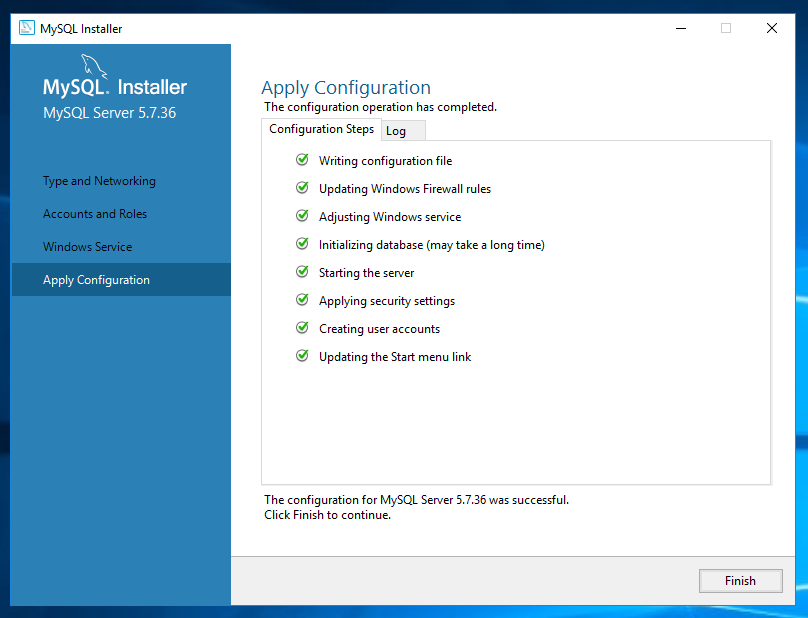 MySQL Installer
MySQL. Installer
MySQL Server 5.7.36
Type and Networking
Accounts and Roles
Windows Service
Apply Configuration
Apply Configuration
The configuration operation has completed.
Configuration Steps Log
Writing configuration file
Updating Windows Firewall rules
Adjusting Windows service
Initializing database (may take a long time)
Starting the server
Applying security settings
Creating user accounts
Updating the Start menu link
The configuration for MySQL Server 5.7.36 was successful.
Click Finish to continue.
Finish